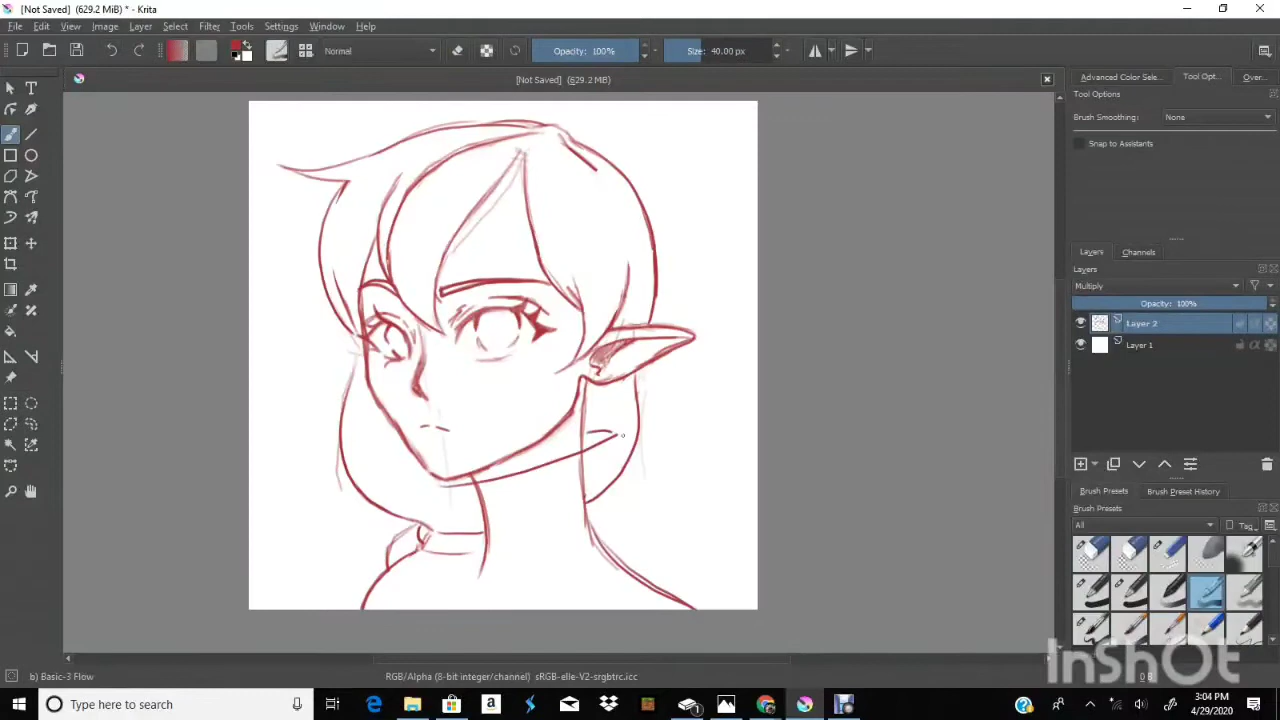 [Not Saved] (629.2 MiB) * - Krita
File Edit View Image Layer Select Filter Tools Settings Window Help
Normal
Opacity: 100%
Size: 40.00 px
[Not Saved] (629.2 MiB)
Advanced Color Sele... Tool Opt... Over...
Tool Options
Brush Smoothing: None
Snap to Assistants
Layers Channels
Layers
Multiply
Opacity: 100%
Layer 2
Layer 1
Brush Presets Brush Preset History
Brush Presets
All Tag
InShOt
b) Basic-3 Flow
RGB/Alpha (8-bit integer/channel) sRGB-elle-V2-srgbtrc.icc
Type here to search
3:04 PM
4/29/2020